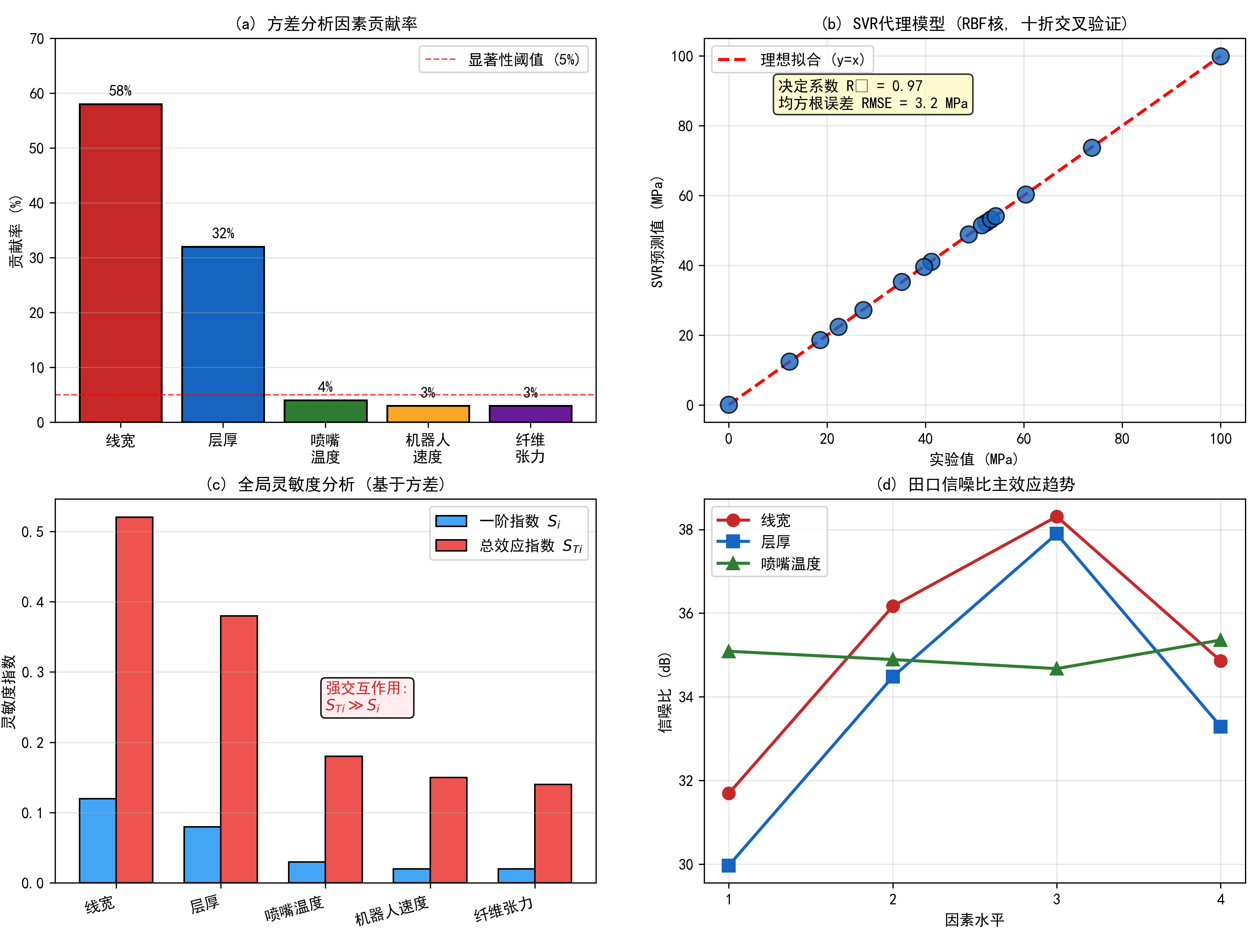 (a) 方差分析因素贡献率
70
60
50
40
30
20
10
0
贡献率 (%)
显著性阈值 (5%)
58%
32%
4%
3%
3%
线宽
层厚
喷嘴
温度
机器人
速度
纤维
张力
(b) SVR代理模型 (RBF核, 十折交叉验证)
100
80
60
40
20
0
SVR预测值 (MPa)
理想拟合 (y=x)
决定系数 R□ = 0.97
均方根误差 RMSE = 3.2 MPa
0
20
40
60
80
100
实验值 (MPa)
(c) 全局灵敏度分析 (基于方差)
0.5
0.4
0.3
0.2
0.1
0.0
灵敏度指数
一阶指数 Si
总效应指数 STi
强交互作用:
STi≫Si
线宽
层厚
喷嘴温度
机器人速度
纤维张力
(d) 田口信噪比主效应趋势
38
36
34
32
30
信噪比 (dB)
线宽
层厚
喷嘴温度
1
2
3
4
因素水平